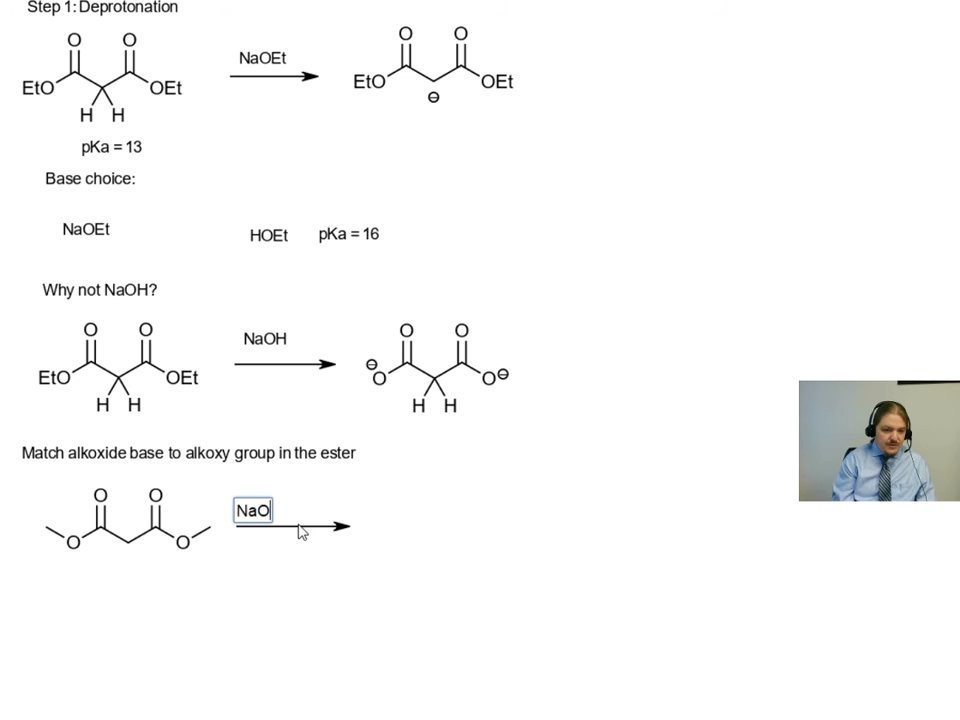 Step 1: Deprotonation
O O O O
NaOEt
EtO OEt EtO OEt
⊖
H H
pKa = 13
Base choice:
NaOEt HOEt pKa = 16
Why not NaOH?
O O O O
NaOH
EtO OEt ⊖O O⊖
H H H H
Match alkoxide base to alkoxy group in the ester
O O
NaO
O O